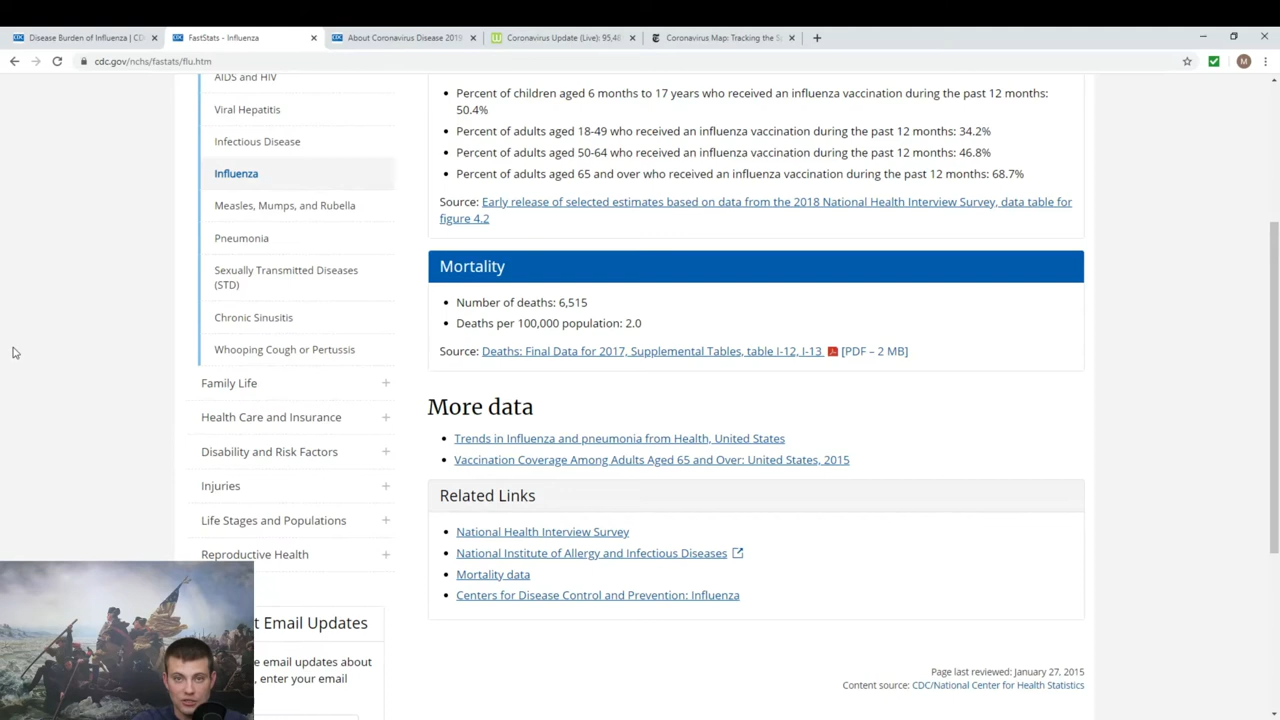 Disease Burden of Influenza | CD
FastStats - Influenza
About Coronavirus Disease 2019
Coronavirus Update (Live): 95,48
Coronavirus Map: Tracking the S
cdc.gov/nchs/fastats/flu.htm
M
AIDS and HIV
Viral Hepatitis
Infectious Disease
Influenza
Measles, Mumps, and Rubella
Pneumonia
Sexually Transmitted Diseases
(STD)
Chronic Sinusitis
Whooping Cough or Pertussis
Family Life
Health Care and Insurance
Disability and Risk Factors
Injuries
Life Stages and Populations
Reproductive Health
t Email Updates
e email updates about
, enter your email
Percent of children aged 6 months to 17 years who received an influenza vaccination during the past 12 months:
50.4%
Percent of adults aged 18-49 who received an influenza vaccination during the past 12 months: 34.2%
Percent of adults aged 50-64 who received an influenza vaccination during the past 12 months: 46.8%
Percent of adults aged 65 and over who received an influenza vaccination during the past 12 months: 68.7%
Source: Early release of selected estimates based on data from the 2018 National Health Interview Survey, data table for
figure 4.2
Mortality
Number of deaths: 6,515
Deaths per 100,000 population: 2.0
Source: Deaths: Final Data for 2017, Supplemental Tables, table I-12, I-13 [PDF – 2 MB]
More data
Trends in Influenza and pneumonia from Health, United States
Vaccination Coverage Among Adults Aged 65 and Over: United States, 2015
Related Links
National Health Interview Survey
National Institute of Allergy and Infectious Diseases
Mortality data
Centers for Disease Control and Prevention: Influenza
Page last reviewed: January 27, 2015
Content source: CDC/National Center for Health Statistics